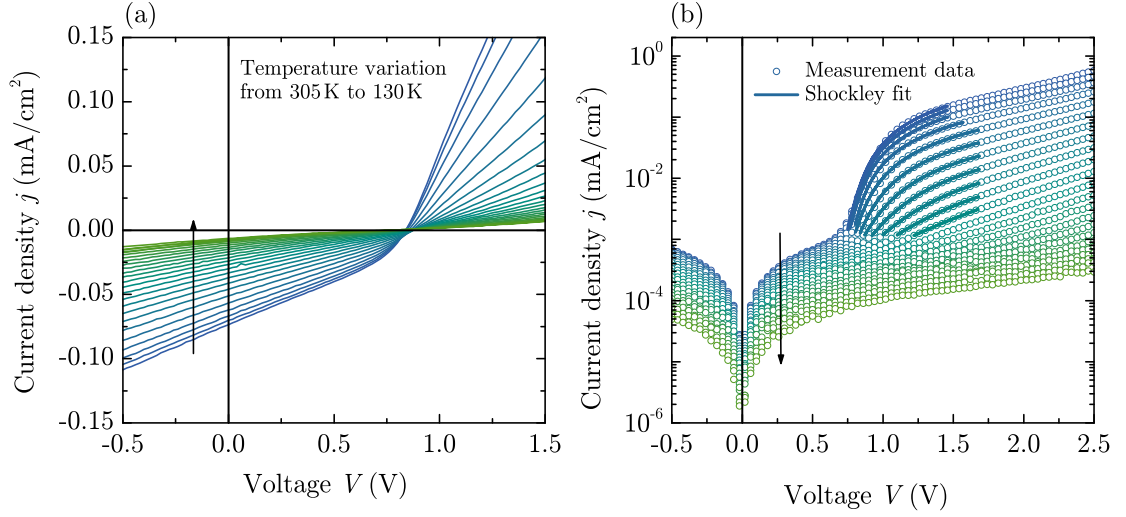 (a)
0.15
0.10
0.05
0.00
-0.05
-0.10
-0.15
-0.5
0.0
0.5
1.0
1.5
Current density j (mA/cm²)
Voltage V (V)
Temperature variation
from 305 K to 130 K
(b)
10⁰
10⁻²
10⁻⁴
10⁻⁶
-0.5
0.0
0.5
1.0
1.5
2.0
2.5
Current density j (mA/cm²)
Voltage V (V)
Measurement data
Shockley fit